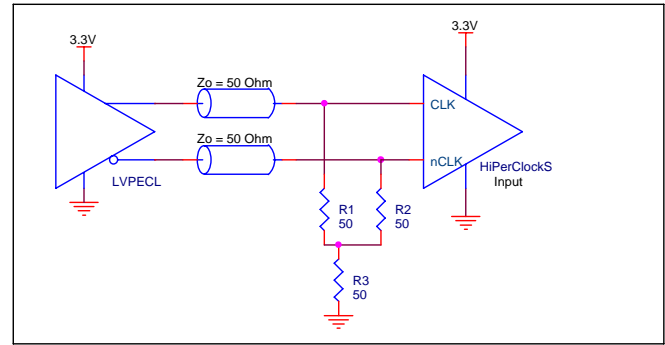 3.3V
3.3V
Zo = 50 Ohm
CLK
Zo = 50 Ohm
nCLK
LVPECL
HiPerClockS
Input
R1
50
R2
50
R3
50